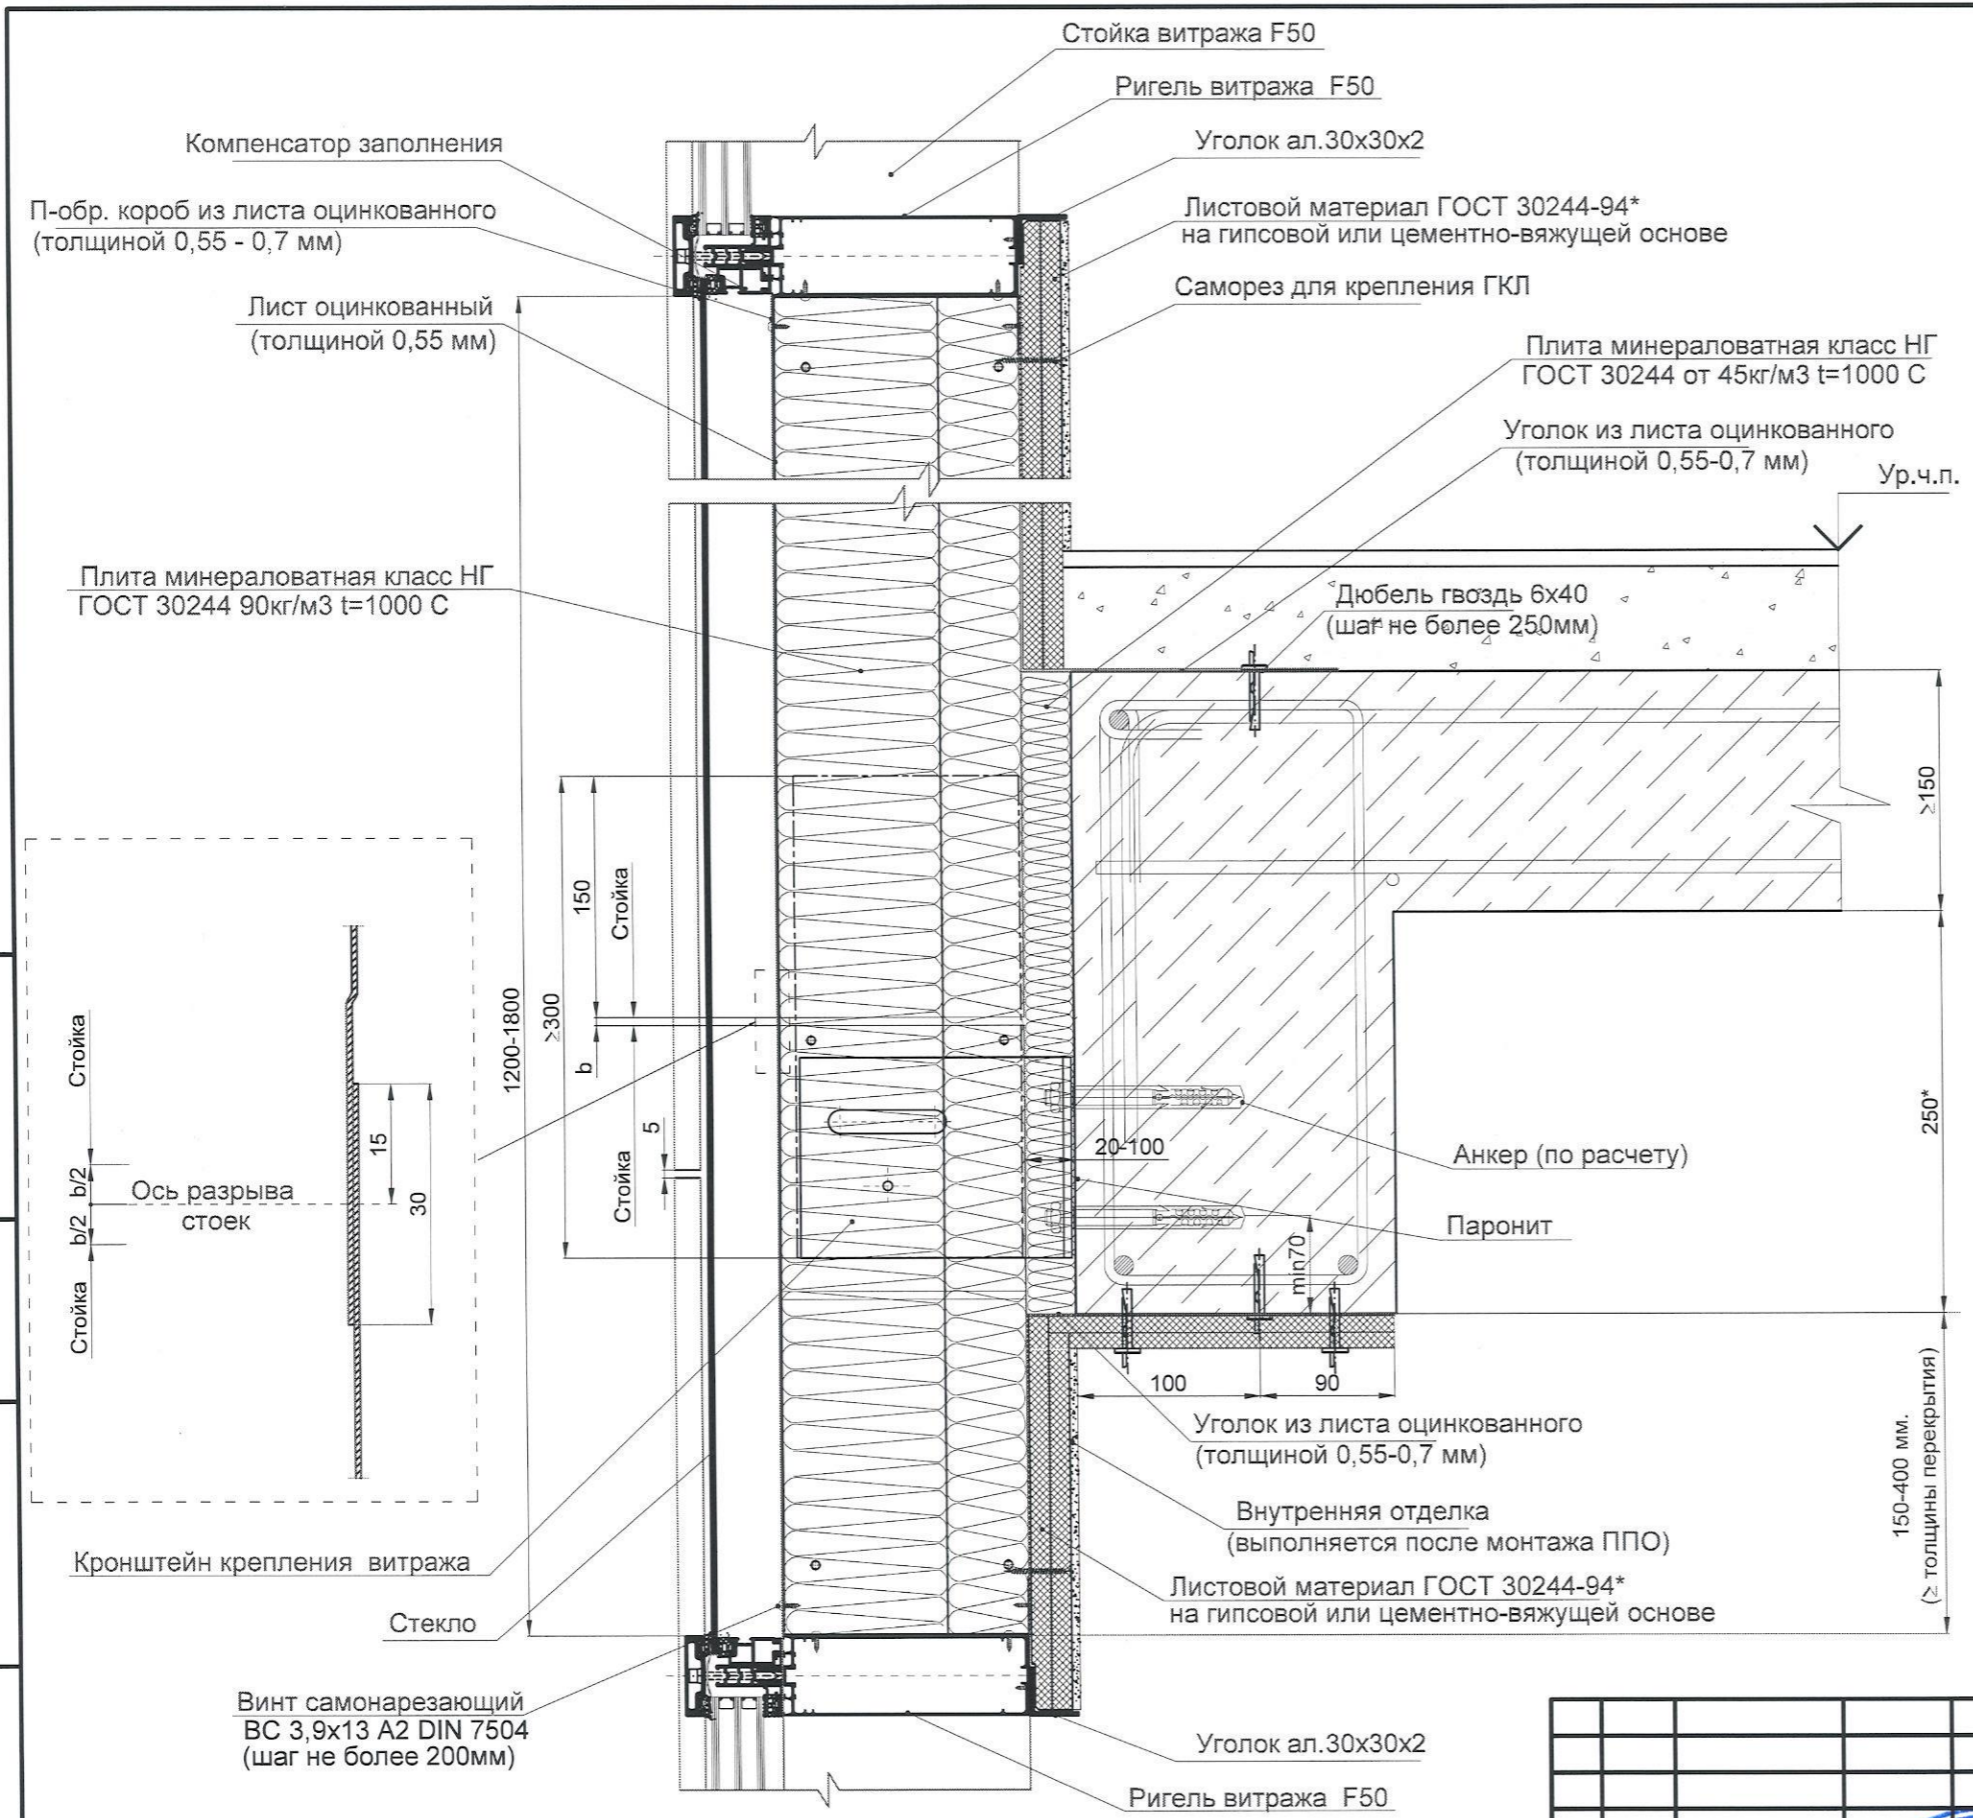 Стойка витража F50
Ригель витража F50
Уголок ал.30х30х2
Компенсатор заполнения
П-обр. короб из листа оцинкованного
(толщиной 0,55 - 0,7 мм)
Листовой материал ГОСТ 30244-94*
на гипсовой или цементно-вяжущей основе
Саморез для крепления ГКЛ
Лист оцинкованный
(толщиной 0,55 мм)
Плита минераловатная класс НГ
ГОСТ 30244 от 45кг/м3 t=1000 С
Уголок из листа оцинкованного
(толщиной 0,55-0,7 мм)
Ур.ч.п.
Плита минераловатная класс НГ
ГОСТ 30244 90кг/м3 t=1000 С
Дюбель гвоздь 6х40
(шаг не более 250мм)
≥150
150
Стойка
1200-1800
≥300
b
5
Стойка
250*
Стойка
b/2
b/2
Стойка
Ось разрыва
стоек
15
30
20-100
Анкер (по расчету)
Паронит
min70
100
90
150-400 мм.
(≥ толщины перекрытия)
Уголок из листа оцинкованного
(толщиной 0,55-0,7 мм)
Внутренняя отделка
(выполняется после монтажа ППО)
Кронштейн крепления витража
Листовой материал ГОСТ 30244-94*
на гипсовой или цементно-вяжущей основе
Стекло
Винт самонарезающий
ВС 3,9х13 А2 DIN 7504
(шаг не более 200мм)
Уголок ал.30х30х2
Ригель витража F50